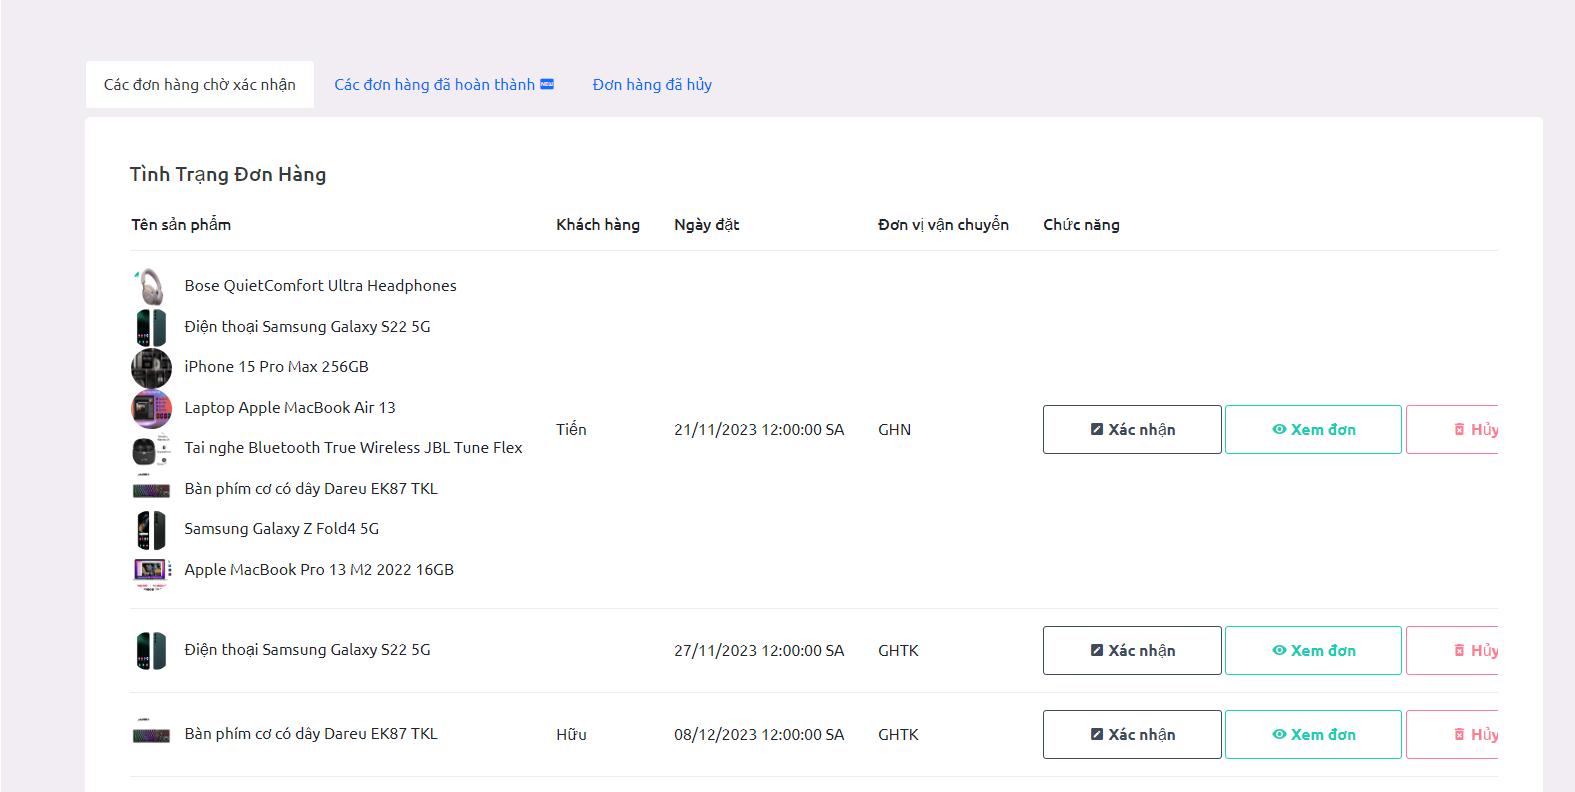 Các đơn hàng chờ xác nhận Các đơn hàng đã hoàn thành NEW Đơn hàng đã hủy
Tình Trạng Đơn Hàng
Tên sản phẩm Khách hàng Ngày đặt Đơn vị vận chuyển Chức năng
Bose QuietComfort Ultra Headphones
Điện thoại Samsung Galaxy S22 5G
iPhone 15 Pro Max 256GB
Laptop Apple MacBook Air 13
Tai nghe Bluetooth True Wireless JBL Tune Flex
Bàn phím cơ có dây Dareu EK87 TKL
Samsung Galaxy Z Fold4 5G
Apple MacBook Pro 13 M2 2022 16GB
Tiến 21/11/2023 12:00:00 SA GHN Xác nhận Xem đơn Hủy
Điện thoại Samsung Galaxy S22 5G 27/11/2023 12:00:00 SA GHTK Xác nhận Xem đơn Hủy
Bàn phím cơ có dây Dareu EK87 TKL Hữu 08/12/2023 12:00:00 SA GHTK Xác nhận Xem đơn Hủy